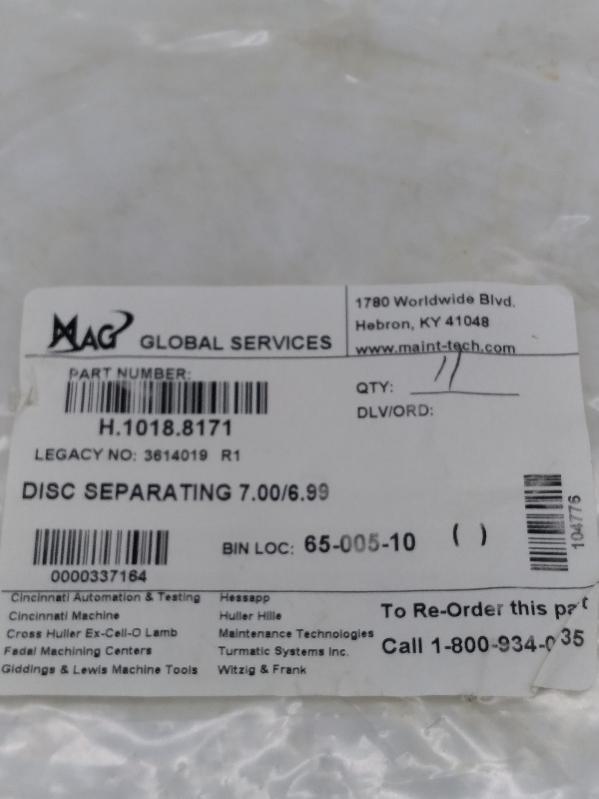 MAG GLOBAL SERVICES
1780 Worldwide Blvd.
Hebron, KY 41048
www.maint-tech.com
PART NUMBER:
H.1018.8171
QTY: 11
DLV/ORD:
LEGACY NO: 3614019 R1
DISC SEPARATING 7.00/6.99
104776
BIN LOC: 65-005-10 ( )
0000337164
Cincinnati Automation & Testing
Cincinnati Machine
Cross Huller Ex-Cell-O Lamb
Fadal Machining Centers
Giddings & Lewis Machine Tools
Hessapp
Huller Hille
Maintenance Technologies
Turmatic Systems Inc.
Witzig & Frank
To Re-Order this part
Call 1-800-934-